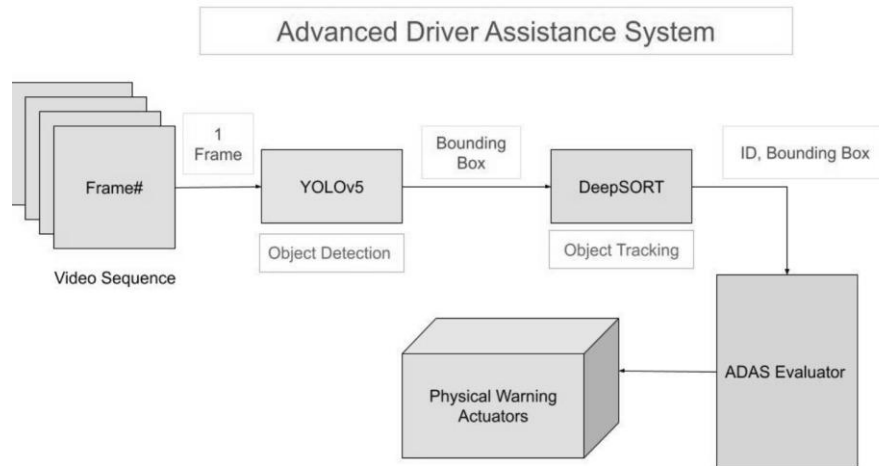 Advanced Driver Assistance System
1
Frame
Bounding
Box
ID, Bounding Box
Frame#
YOLOv5
DeepSORT
Object Detection
Object Tracking
Video Sequence
ADAS Evaluator
Physical Warning
Actuators